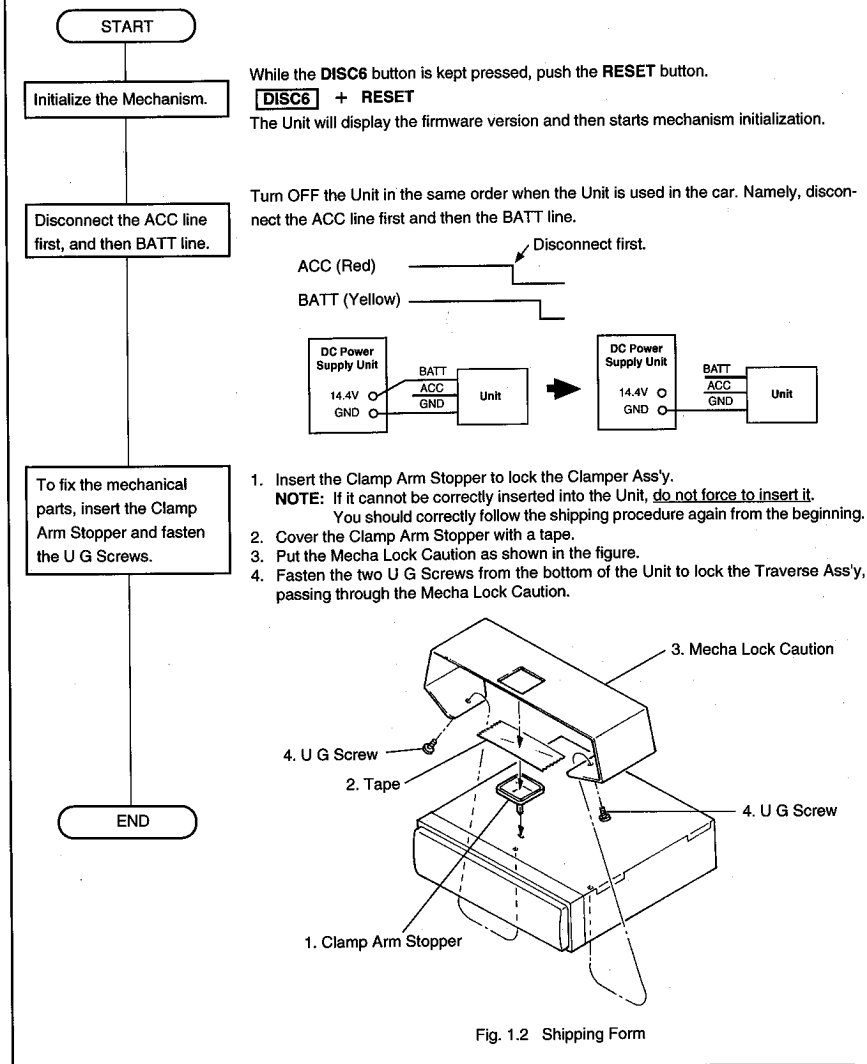 START
Initialize the Mechanism.
While the DISC6 button is kept pressed, push the RESET button.
DISC6 + RESET
The Unit will display the firmware version and then starts mechanism initialization.
Disconnect the ACC line
first, and then BATT line.
Turn OFF the Unit in the same order when the Unit is used in the car. Namely, discon-
nect the ACC line first and then the BATT line.
Disconnect first.
ACC (Red)
BATT (Yellow)
DC Power
Supply Unit
14.4V
GND
BATT
ACC
GND
Unit
DC Power
Supply Unit
14.4V
GND
BATT
ACC
GND
Unit
To fix the mechanical
parts, insert the Clamp
Arm Stopper and fasten
the U G Screws.
1. Insert the Clamp Arm Stopper to lock the Clamper Ass'y.
NOTE: If it cannot be correctly inserted into the Unit, do not force to insert it.
You should correctly follow the shipping procedure again from the beginning.
2. Cover the Clamp Arm Stopper with a tape.
3. Put the Mecha Lock Caution as shown in the figure.
4. Fasten the two U G Screws from the bottom of the Unit to lock the Traverse Ass'y,
passing through the Mecha Lock Caution.
3. Mecha Lock Caution
4. U G Screw
2. Tape
4. U G Screw
1. Clamp Arm Stopper
END
Fig. 1.2 Shipping Form